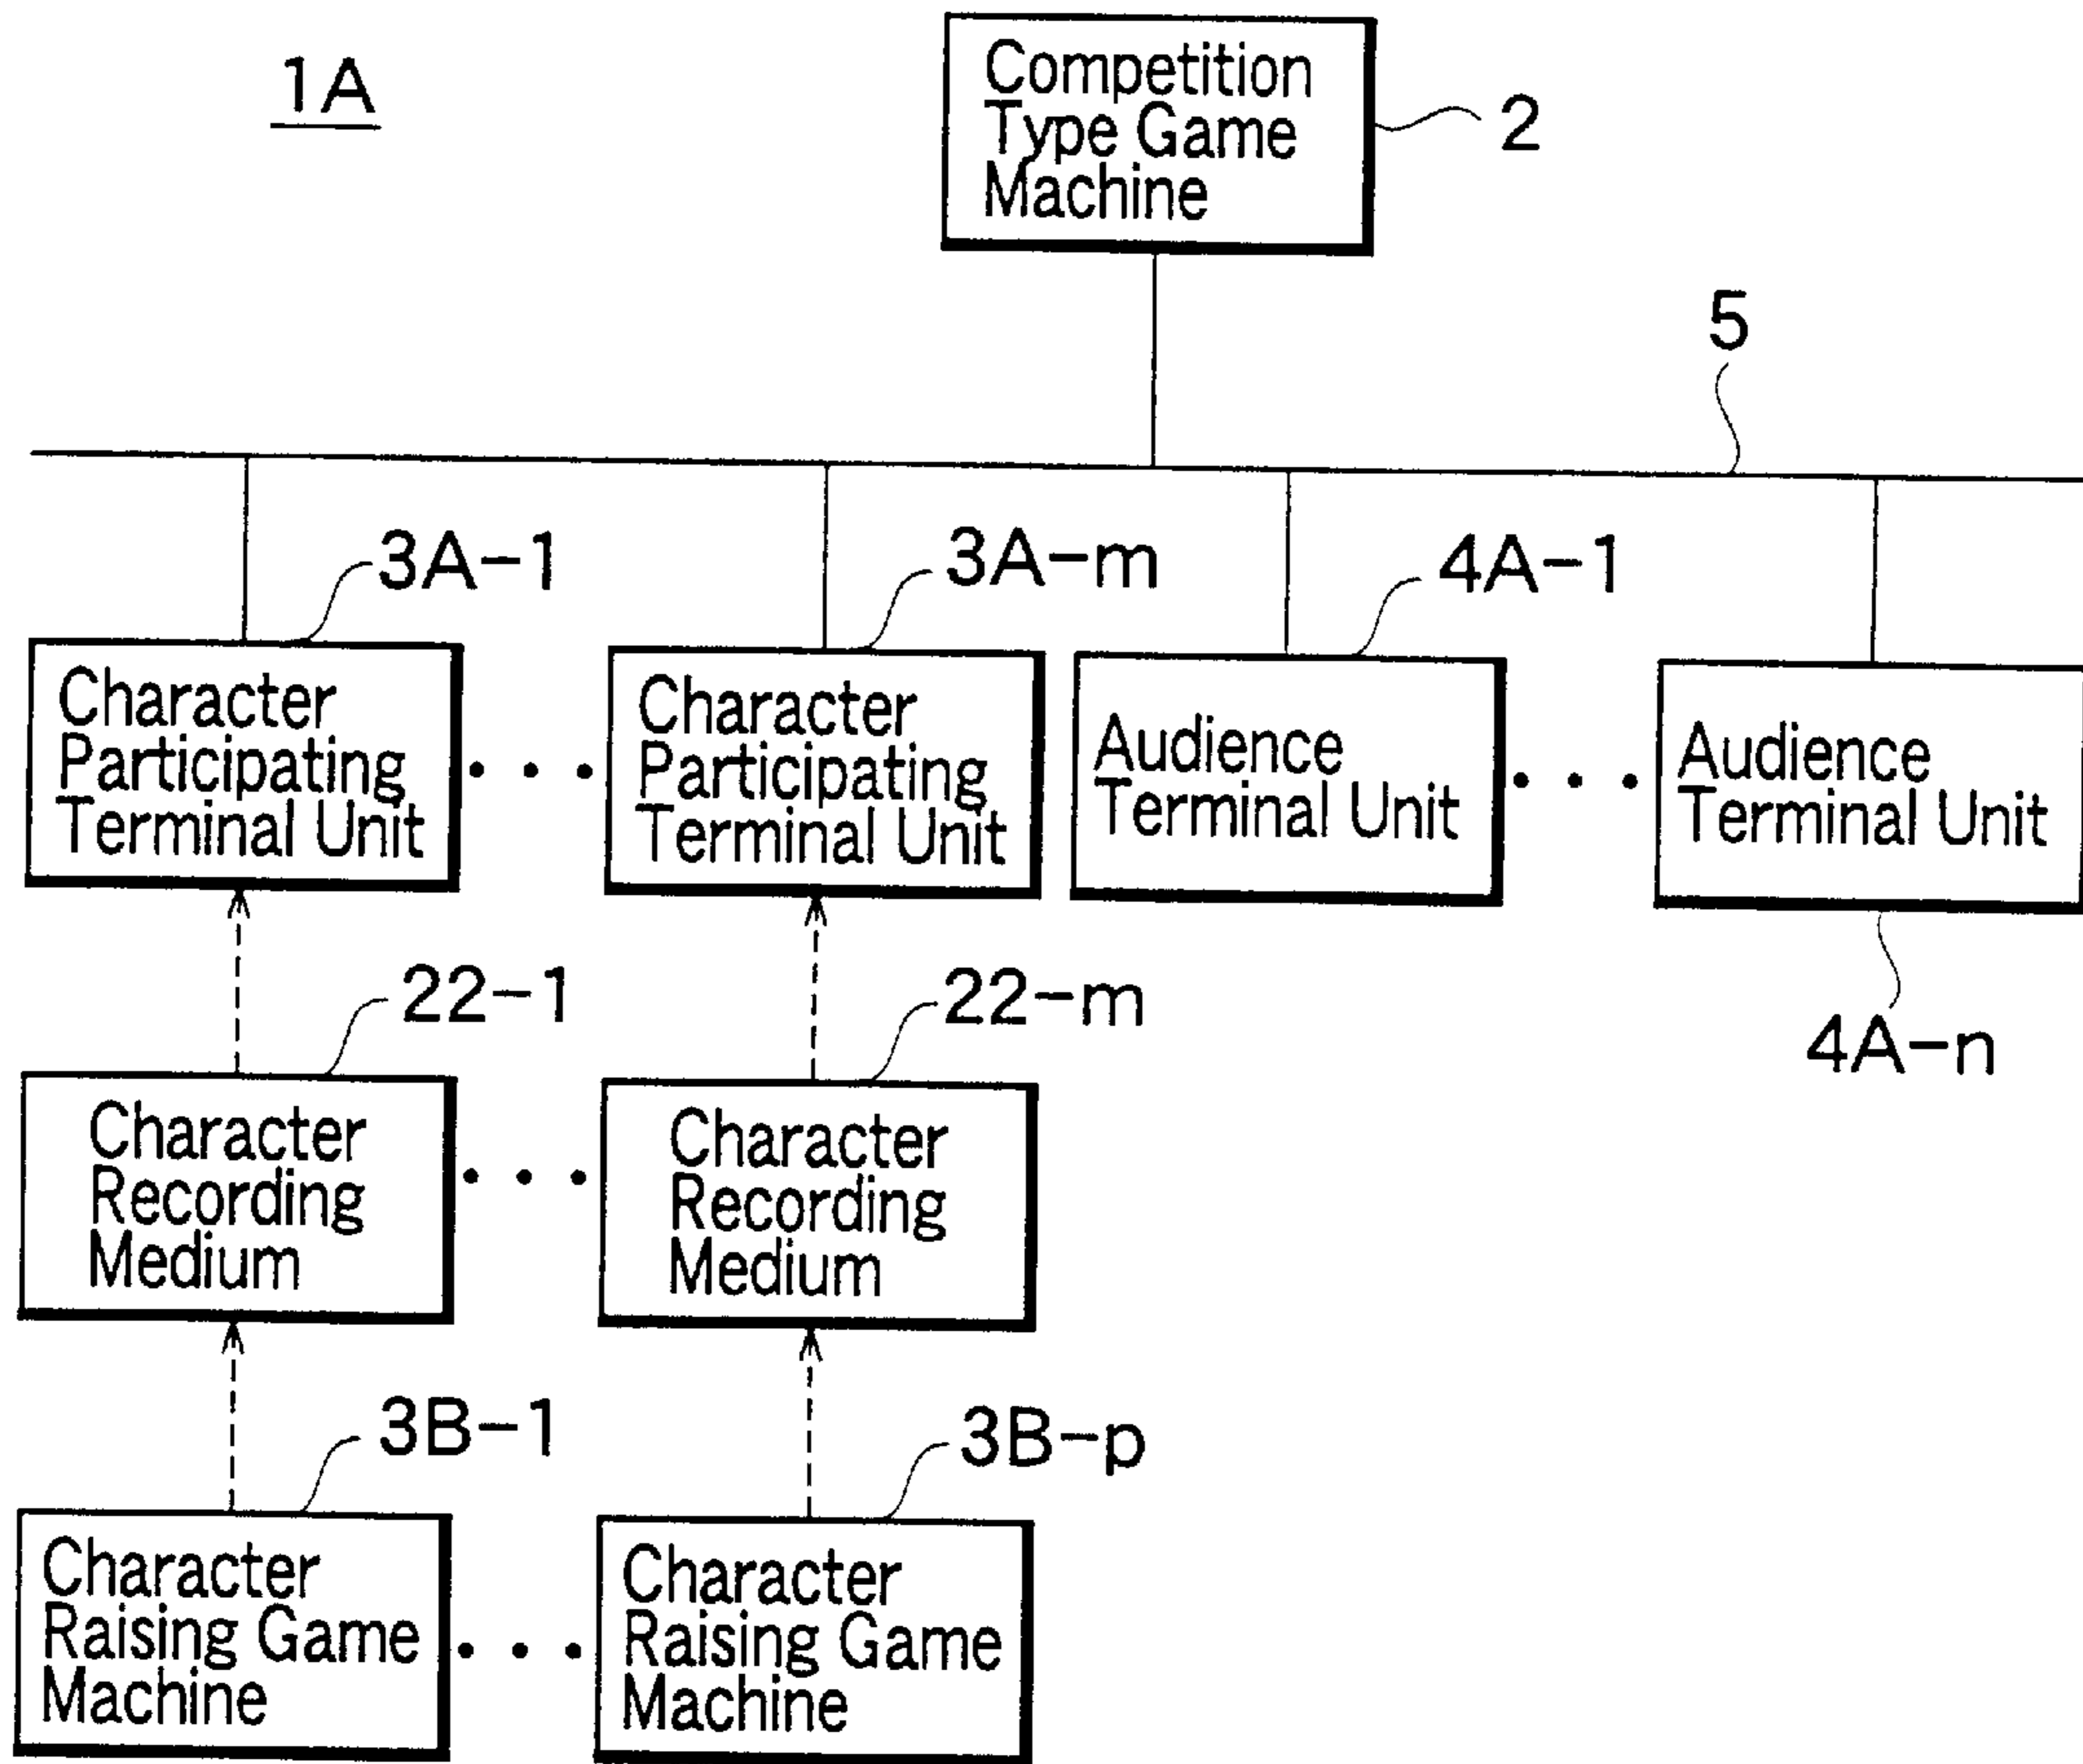 1A
Competition
Type Game
Machine
2
5
3A-1
3A-m
4A-1
Character
Participating
Terminal Unit
Character
Participating
Terminal Unit
Audience
Terminal Unit
Audience
Terminal Unit
4A-n
22-1
22-m
Character
Recording
Medium
Character
Recording
Medium
3B-1
3B-p
Character
Raising Game
Machine
Character
Raising Game
Machine